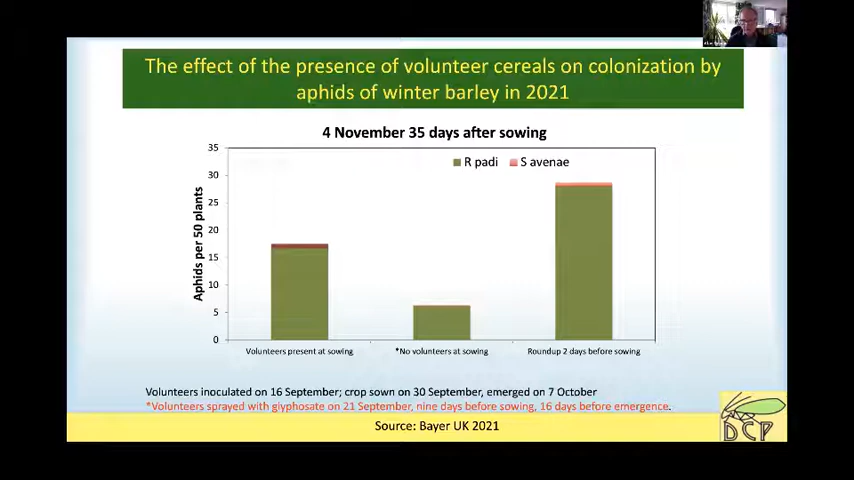 The effect of the presence of volunteer cereals on colonization by
aphids of winter barley in 2021
4 November 35 days after sowing
R padi
S avenae
Aphids per 50 plants
35
30
25
20
15
10
5
0
Volunteers present at sowing
*No volunteers at sowing
Roundup 2 days before sowing
Volunteers inoculated on 16 September; crop sown on 30 September, emerged on 7 October
*Volunteers sprayed with glyphosate on 21 September, nine days before sowing, 16 days before emergence.
Source: Bayer UK 2021
DCP